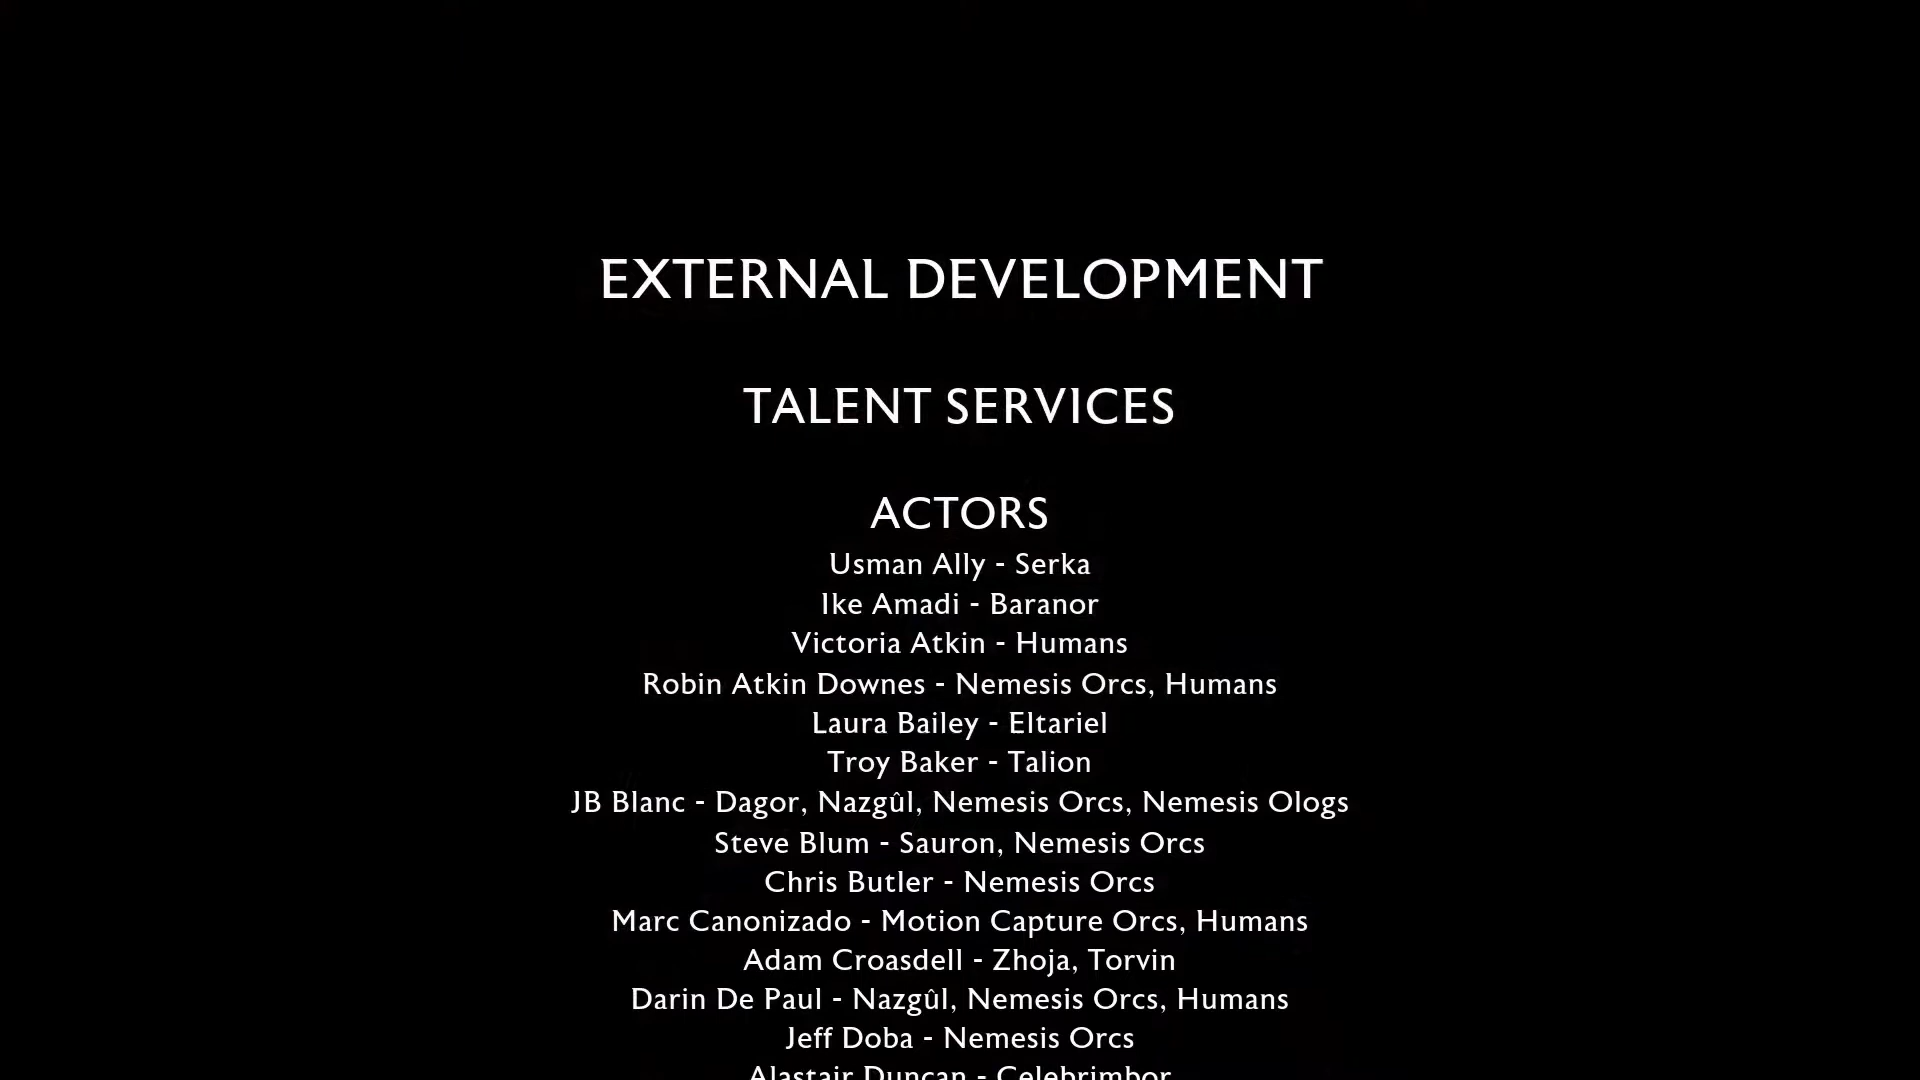 EXTERNAL DEVELOPMENT
TALENT SERVICES
ACTORS
Usman Ally - Serka
Ike Amadi - Baranor
Victoria Atkin - Humans
Robin Atkin Downes - Nemesis Orcs, Humans
Laura Bailey - Eltariel
Troy Baker - Talion
JB Blanc - Dagor, Nazgûl, Nemesis Orcs, Nemesis Ologs
Steve Blum - Sauron, Nemesis Orcs
Chris Butler - Nemesis Orcs
Marc Canonizado - Motion Capture Orcs, Humans
Adam Croasdell - Zhoja, Torvin
Darin De Paul - Nazgûl, Nemesis Orcs, Humans
Jeff Doba - Nemesis Orcs
Alastair Duncan - Celebrimbor